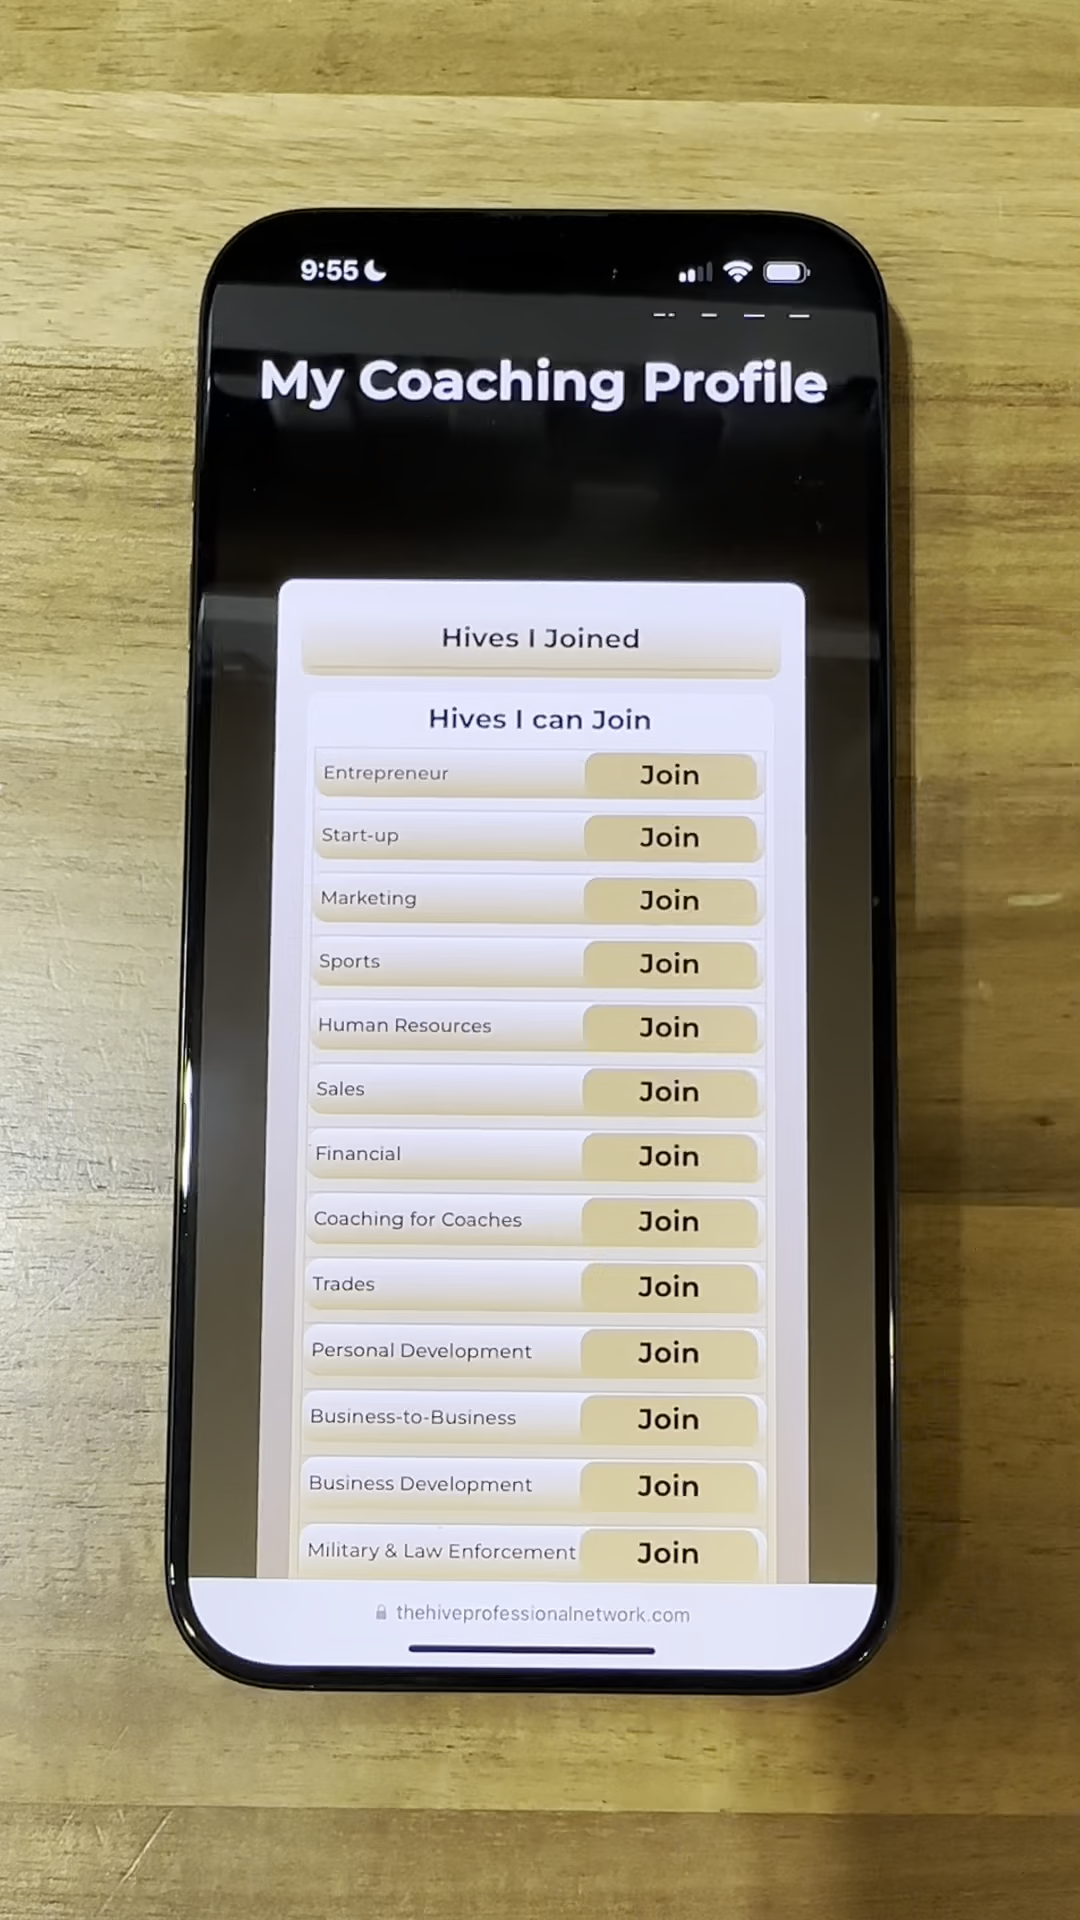 9:55
My Coaching Profile
Hives I Joined
Hives I can Join
Entrepreneur Join
Start-up Join
Marketing Join
Sports Join
Human Resources Join
Sales Join
Financial Join
Coaching for Coaches Join
Trades Join
Personal Development Join
Business-to-Business Join
Business Development Join
Military & Law Enforcement Join
thehiveprofessionalnetwork.com